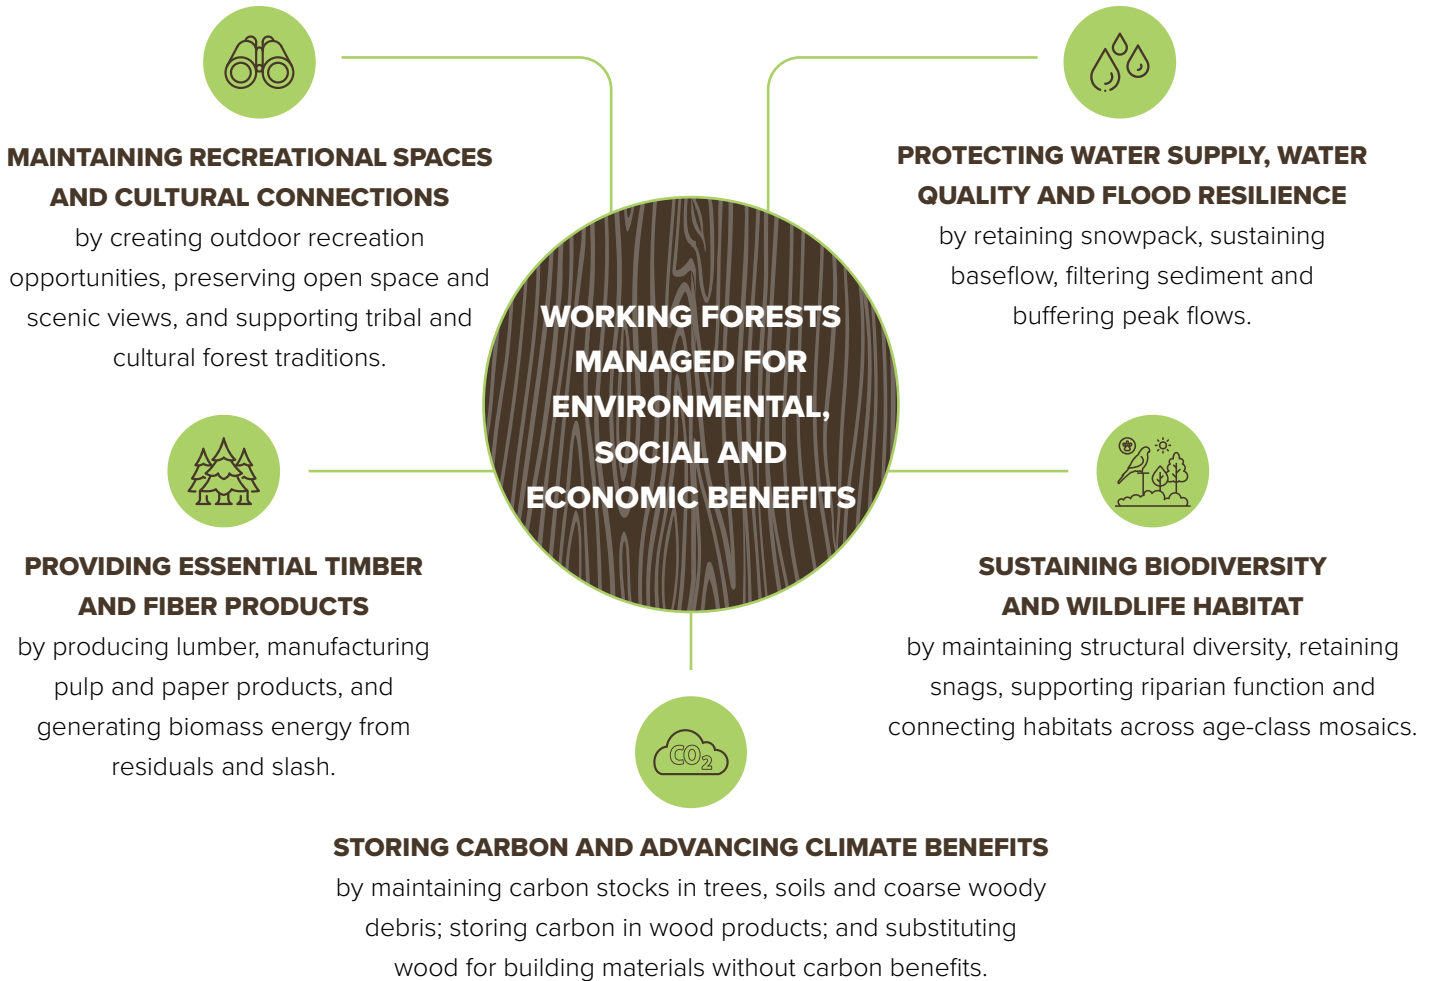 MAINTAINING RECREATIONAL SPACES
AND CULTURAL CONNECTIONS
by creating outdoor recreation
opportunities, preserving open space and
scenic views, and supporting tribal and
cultural forest traditions.
PROTECTING WATER SUPPLY, WATER
QUALITY AND FLOOD RESILIENCE
by retaining snowpack, sustaining
baseflow, filtering sediment and
buffering peak flows.
WORKING FORESTS
MANAGED FOR
ENVIRONMENTAL,
SOCIAL AND
ECONOMIC BENEFITS
PROVIDING ESSENTIAL TIMBER
AND FIBER PRODUCTS
by producing lumber, manufacturing
pulp and paper products, and
generating biomass energy from
residuals and slash.
SUSTAINING BIODIVERSITY
AND WILDLIFE HABITAT
by maintaining structural diversity, retaining
snags, supporting riparian function and
connecting habitats across age-class mosaics.
CO2
STORING CARBON AND ADVANCING CLIMATE BENEFITS
by maintaining carbon stocks in trees, soils and coarse woody
debris; storing carbon in wood products; and substituting
wood for building materials without carbon benefits.